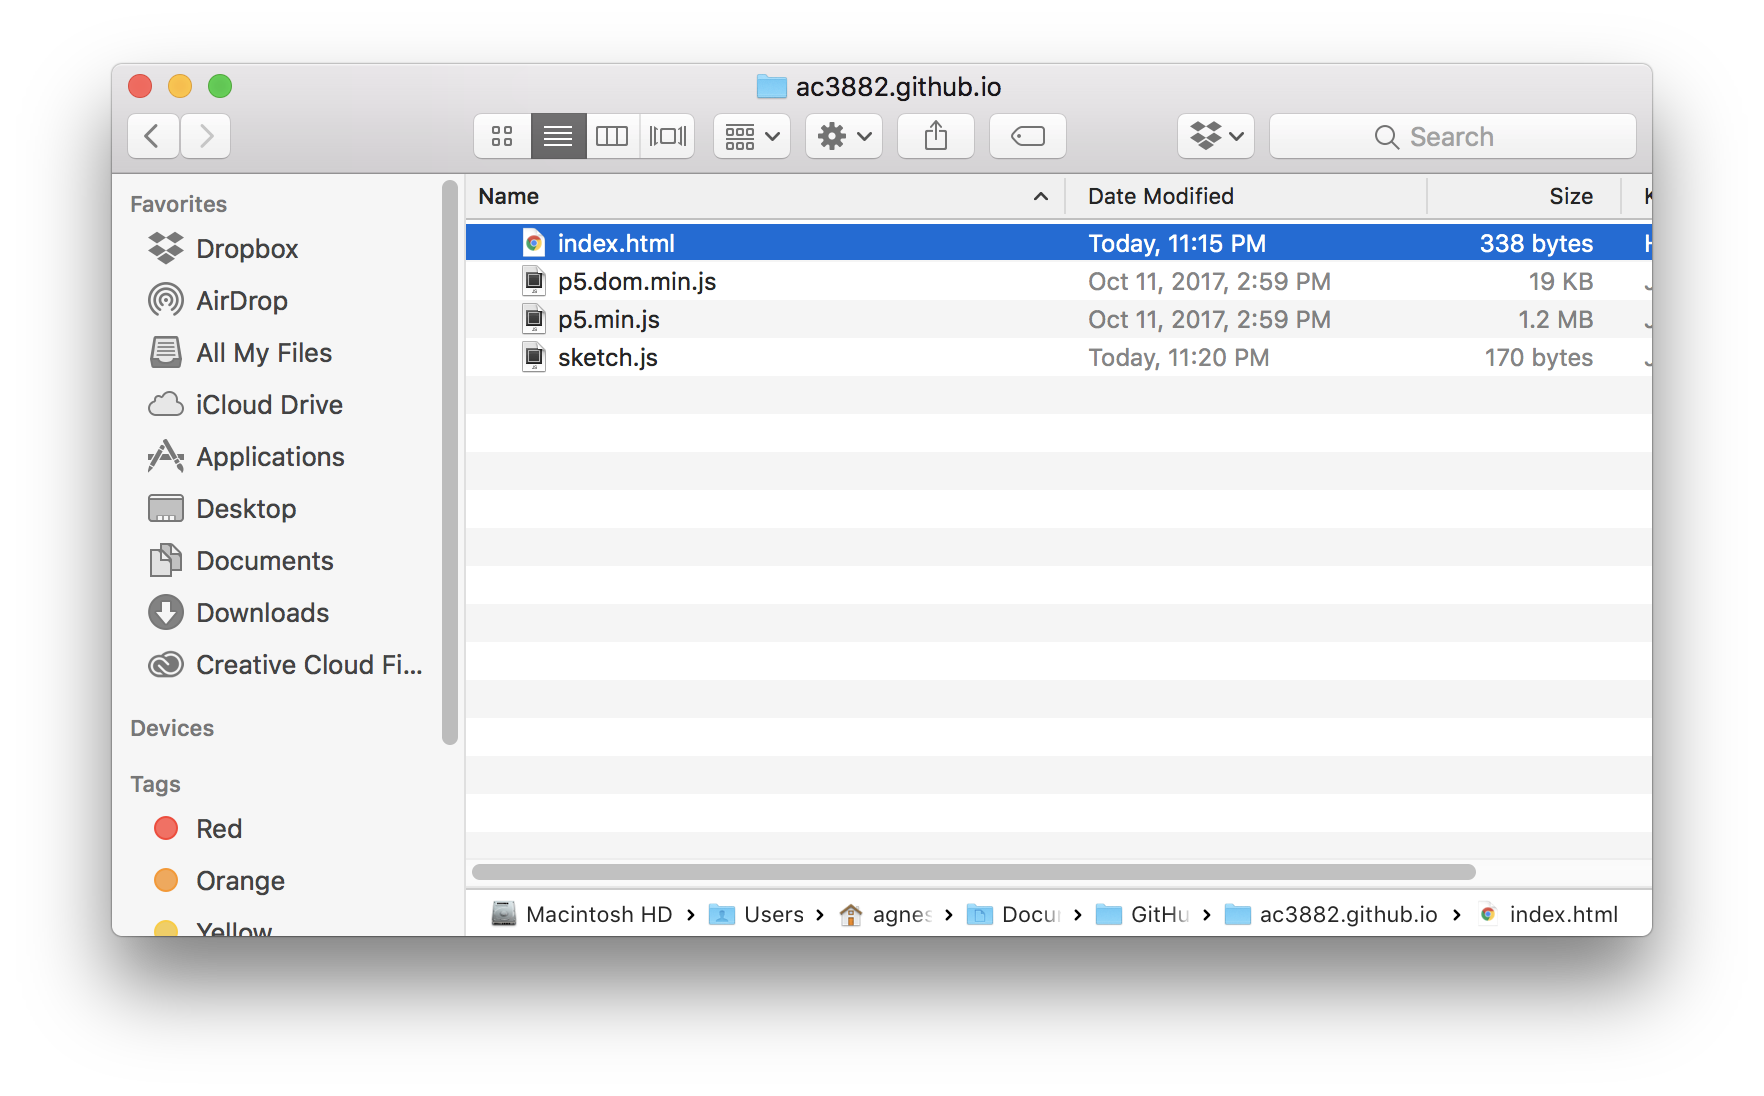 ac3882.github.io
Search
Favorites
Dropbox
AirDrop
All My Files
iCloud Drive
Applications
Desktop
Documents
Downloads
Creative Cloud Fi...
Devices
Tags
Red
Orange
Yellow
Name Date Modified Size
index.html Today, 11:15 PM 338 bytes
p5.dom.min.js Oct 11, 2017, 2:59 PM 19 KB
p5.min.js Oct 11, 2017, 2:59 PM 1.2 MB
sketch.js Today, 11:20 PM 170 bytes
Macintosh HD › Users › agnes › Docu › GitHu › ac3882.github.io › index.html